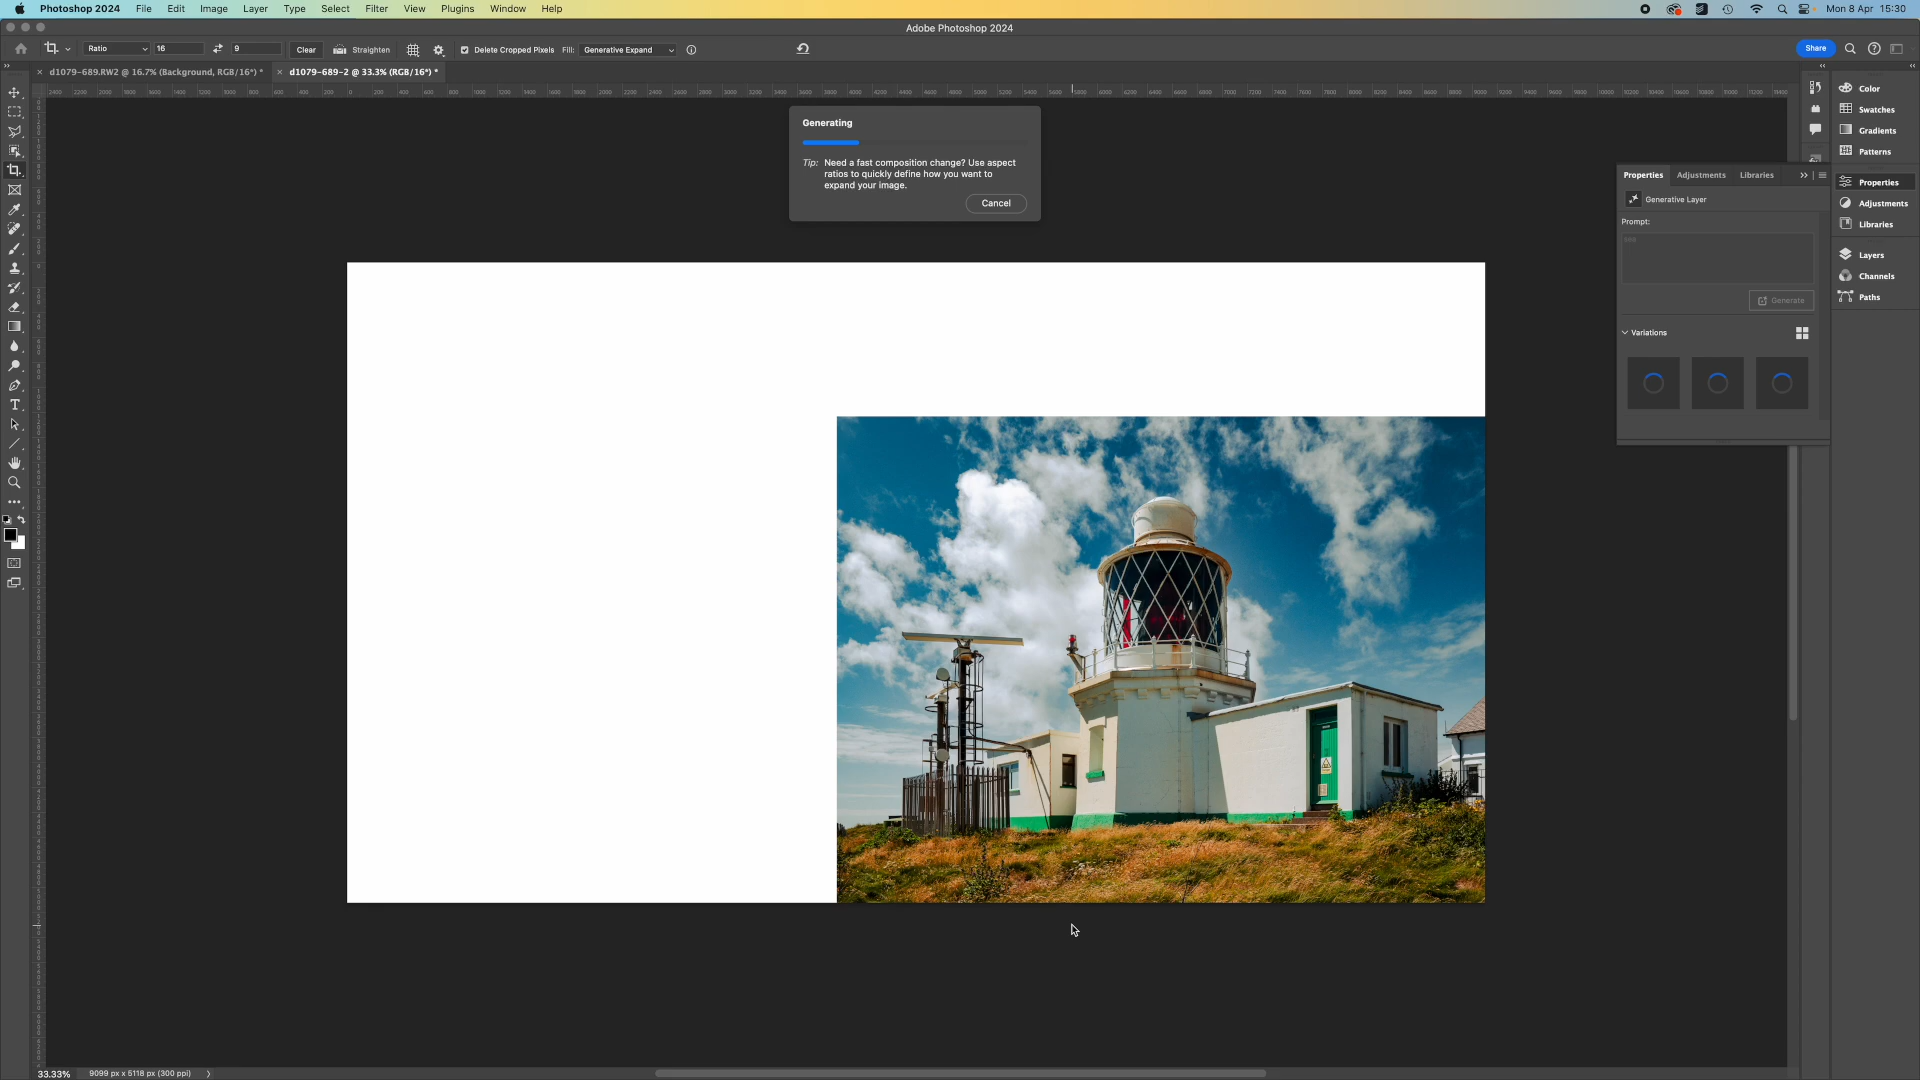 Photoshop 2024 File Edit Image Layer Type Select Filter View Plugins Window Help Mon 8 Apr 15:30
Adobe Photoshop 2024
Ratio 16 9 Clear Straighten Delete Cropped Pixels Fill: Generative Expand Share
d1079-689.RW2 @ 16.7% (Background, RGB/16*) * d1079-689-2 @ 33.3% (RGB/16*) *
Generating
Tip: Need a fast composition change? Use aspect
ratios to quickly define how you want to
expand your image.
Cancel
Properties Adjustments Libraries
Generative Layer
Prompt:
Generate
Variations
Color
Swatches
Gradients
Patterns
Properties
Adjustments
Libraries
Layers
Channels
Paths
33.33% 9099 px x 5118 px (300 ppi)